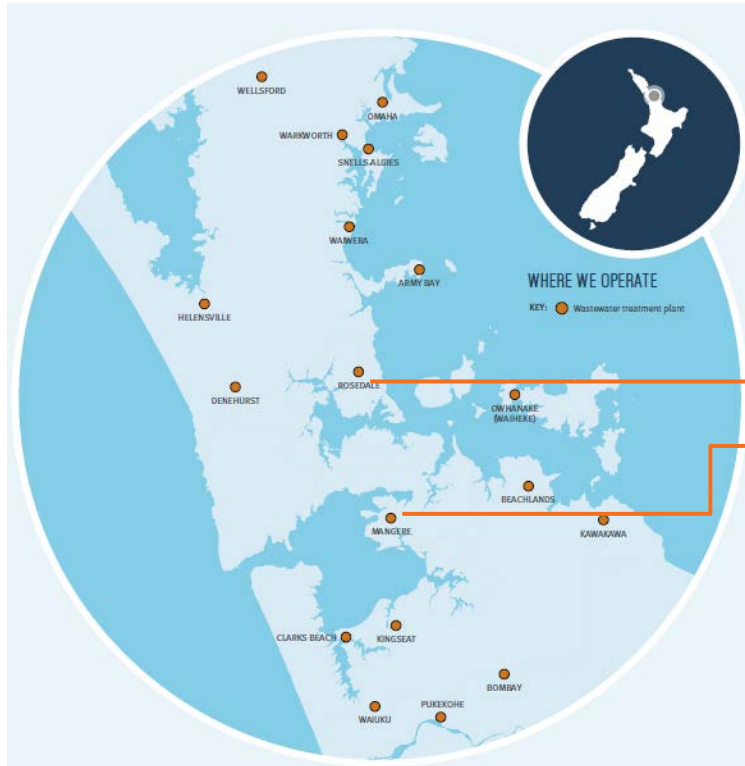 WELLSFORD
OMAHA
WARKWORTH
SNELLS-ALGIES
WAIWERA
ARMY BAY
WHERE WE OPERATE
KEY: Wastewater treatment plant
HELENSVILLE
ROSEDALE
DENEHURST
OWHANAKE
(WAIHEKE)
BEACHLANDS
MANGERE
KAWAKAWA
CLARKS BEACH
KINGSEAT
BOMBAY
WAIUKU
PUKEKOHE